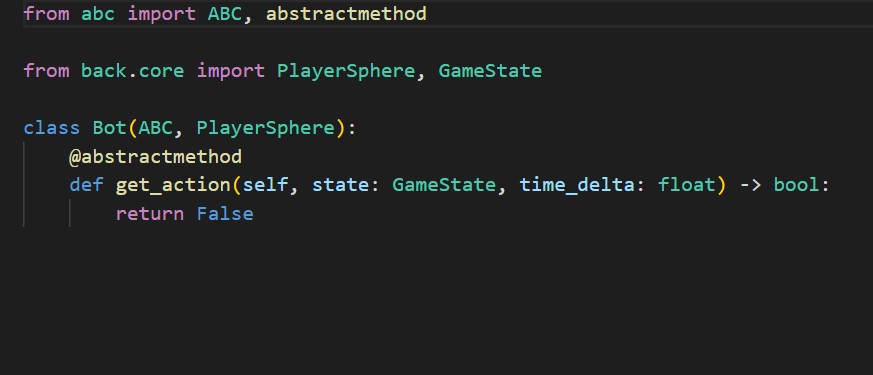 from abc import ABC, abstractmethod
from back.core import PlayerSphere, GameState
class Bot(ABC, PlayerSphere):
@abstractmethod
def get_action(self, state: GameState, time_delta: float) -> bool:
return False